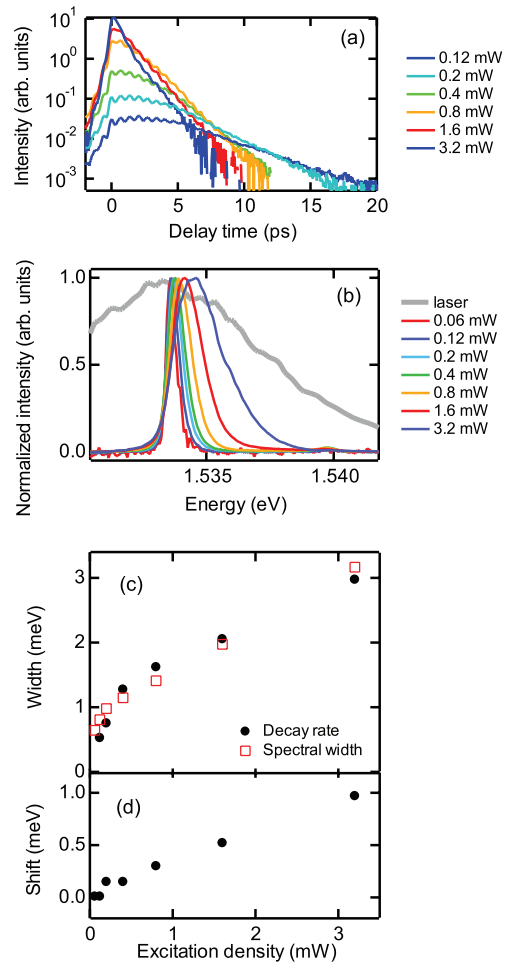 (a)
10^1
10^0
10^-1
10^-2
10^-3
Intensity (arb. units)
0
5
10
15
20
Delay time (ps)
0.12 mW
0.2 mW
0.4 mW
0.8 mW
1.6 mW
3.2 mW
(b)
1.0
0.5
0.0
Normalized intensity (arb. units)
1.535
1.540
Energy (eV)
laser
0.06 mW
0.12 mW
0.2 mW
0.4 mW
0.8 mW
1.6 mW
3.2 mW
(c)
3
2
1
0
Width (meV)
Decay rate
Spectral width
(d)
1.0
0.5
0.0
Shift (meV)
0
1
2
3
Excitation density (mW)